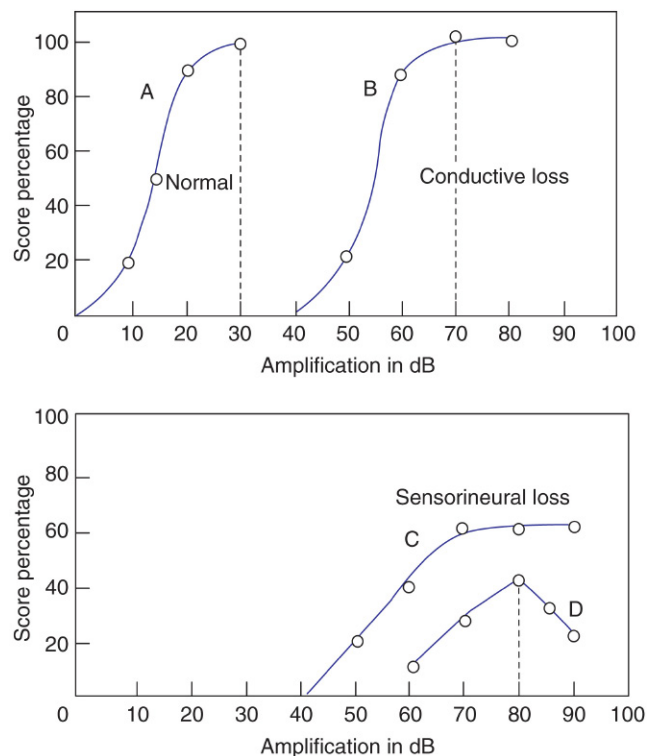 100
80
60
40
20
0
Score percentage
A
Normal
B
Conductive loss
10 20 30 40 50 60 70 80 90 100
Amplification in dB
100
80
60
40
20
0
Score percentage
Sensorineural loss
C
D
10 20 30 40 50 60 70 80 90 100
Amplification in dB